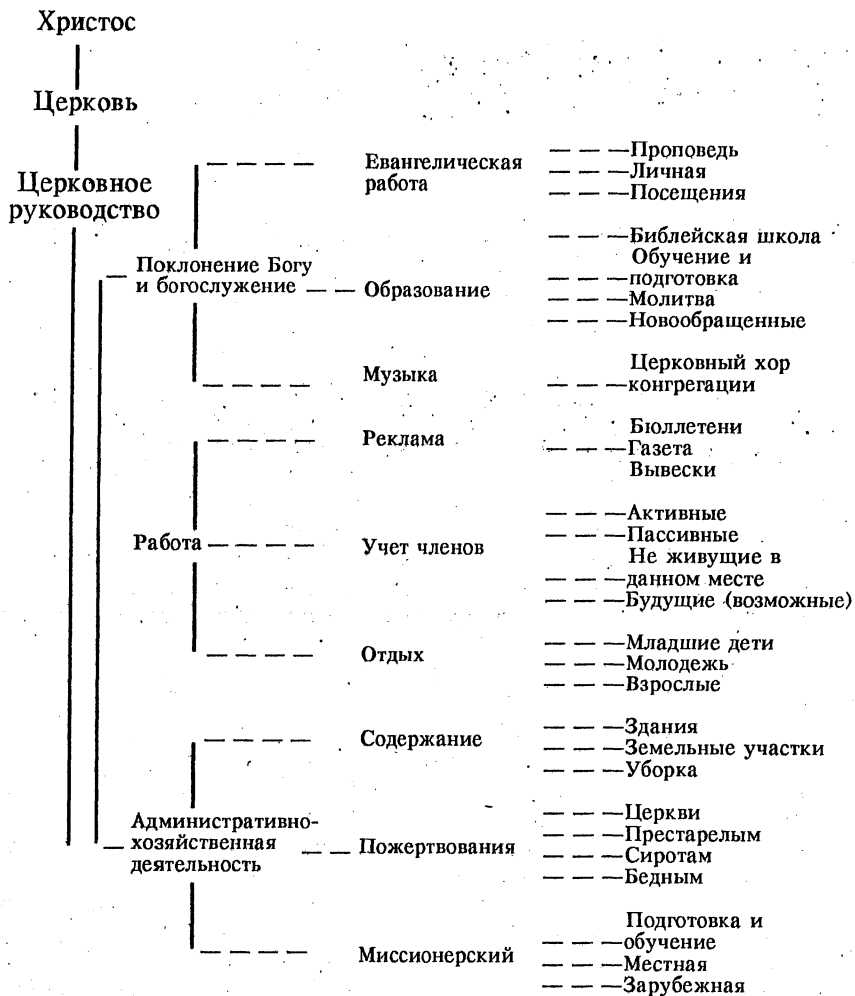 Христос
Церковь
Церковное
руководство
Поклонение Богу
и богослужение
Евангелическая
работа
Проповедь
Личная
Посещения
Образование
Библейская школа
Обучение и
подготовка
Молитва
Новообращенные
Музыка
Церковный хор
конгрегации
Работа
Реклама
Бюллетени
Газета
Вывески
Учет членов
Активные
Пассивные
Не живущие в
данном месте
Будущие (возможные)
Отдых
Младшие дети
Молодежь
Взрослые
Административно-
хозяйственная
деятельность
Содержание
Здания
Земельные участки
Уборка
Пожертвования
Церкви
Престарелым
Сиротам
Бедным
Миссионерский
Подготовка и
обучение
Местная
Зарубежная